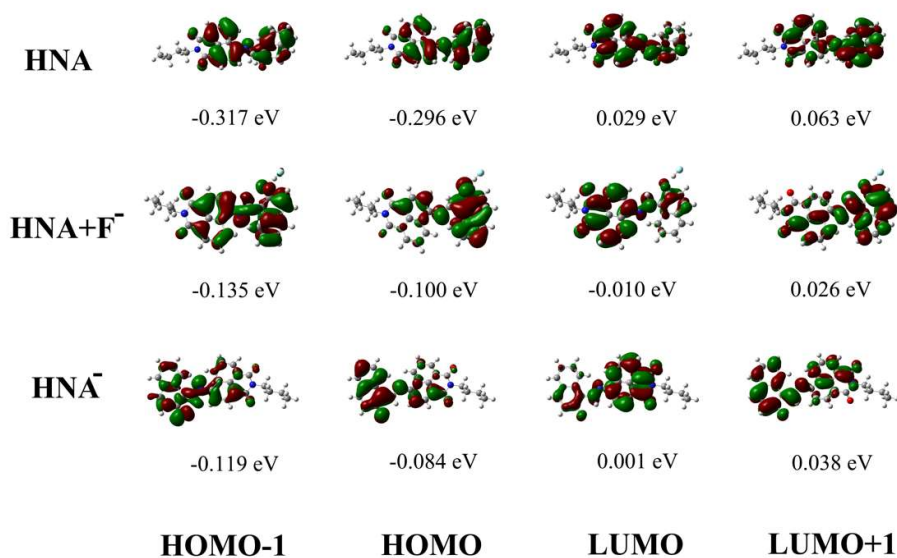 HNA
-0.317 eV -0.296 eV 0.029 eV 0.063 eV
HNA+F⁻
-0.135 eV -0.100 eV -0.010 eV 0.026 eV
HNA⁻
-0.119 eV -0.084 eV 0.001 eV 0.038 eV
HOMO-1 HOMO LUMO LUMO+1